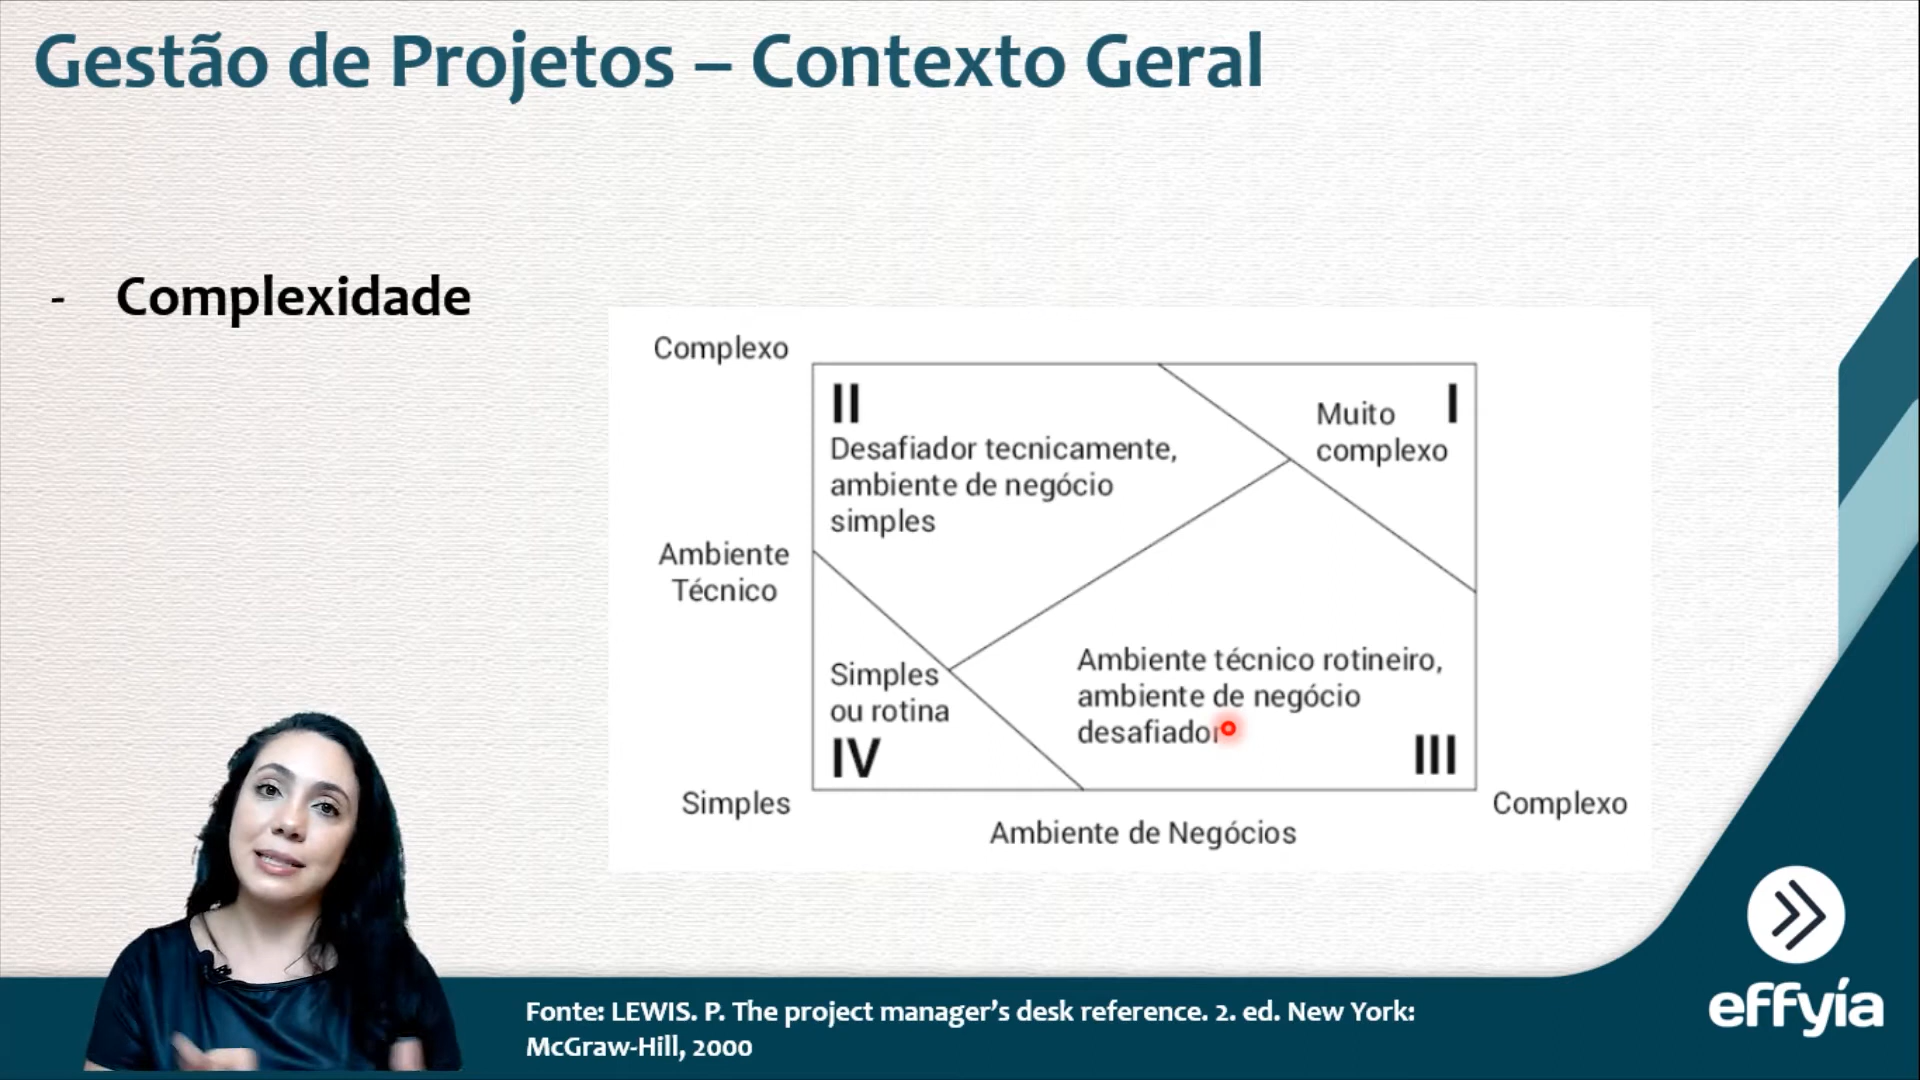 Gestão de Projetos – Contexto Geral
- Complexidade
Complexo
II
Desafiador tecnicamente,
ambiente de negócio
simples
Muito I
complexo
Ambiente
Técnico
Simples
ou rotina
IV
Ambiente técnico rotineiro,
ambiente de negócio
desafiador
III
Simples
Complexo
Ambiente de Negócios
Fonte: LEWIS. P. The project manager’s desk reference. 2. ed. New York:
McGraw-Hill, 2000
effyía